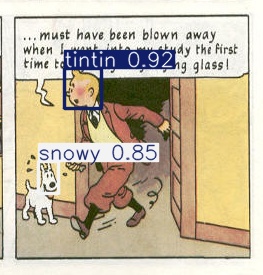 ...must have been blown away
when I went into my study the first
time to
glass!
tintin 0.92
snowy 0.85